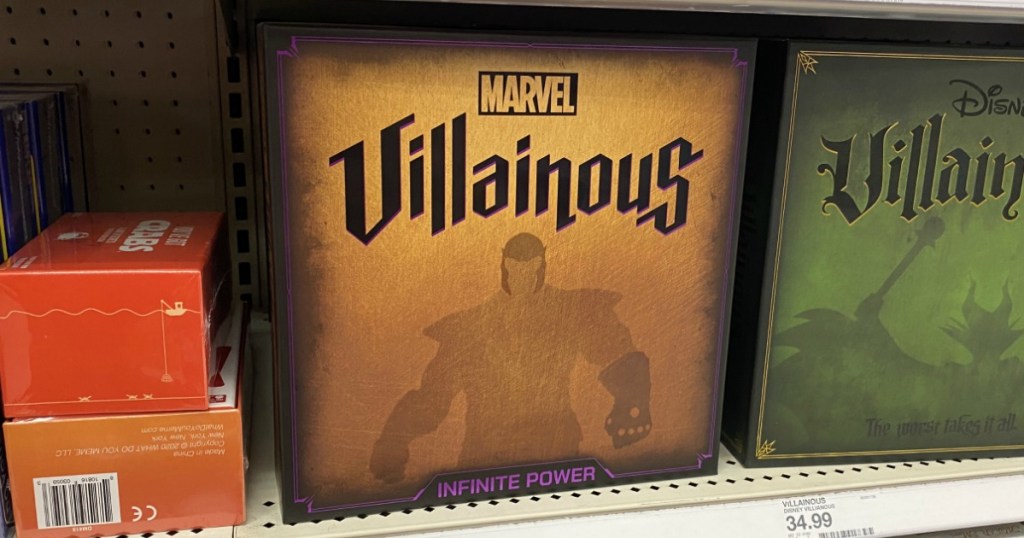 MARVEL
Villainous
INFINITE POWER
DISN
Villain
The worst takes it all.
CRABS
Made in China
Copyright © 2020 WHAT DO YOU MEME, LLC
New York, New York
WhatDoYouMeme.com
CE
VILLAINOUS
DISNEY VILLAINOUS
34.99